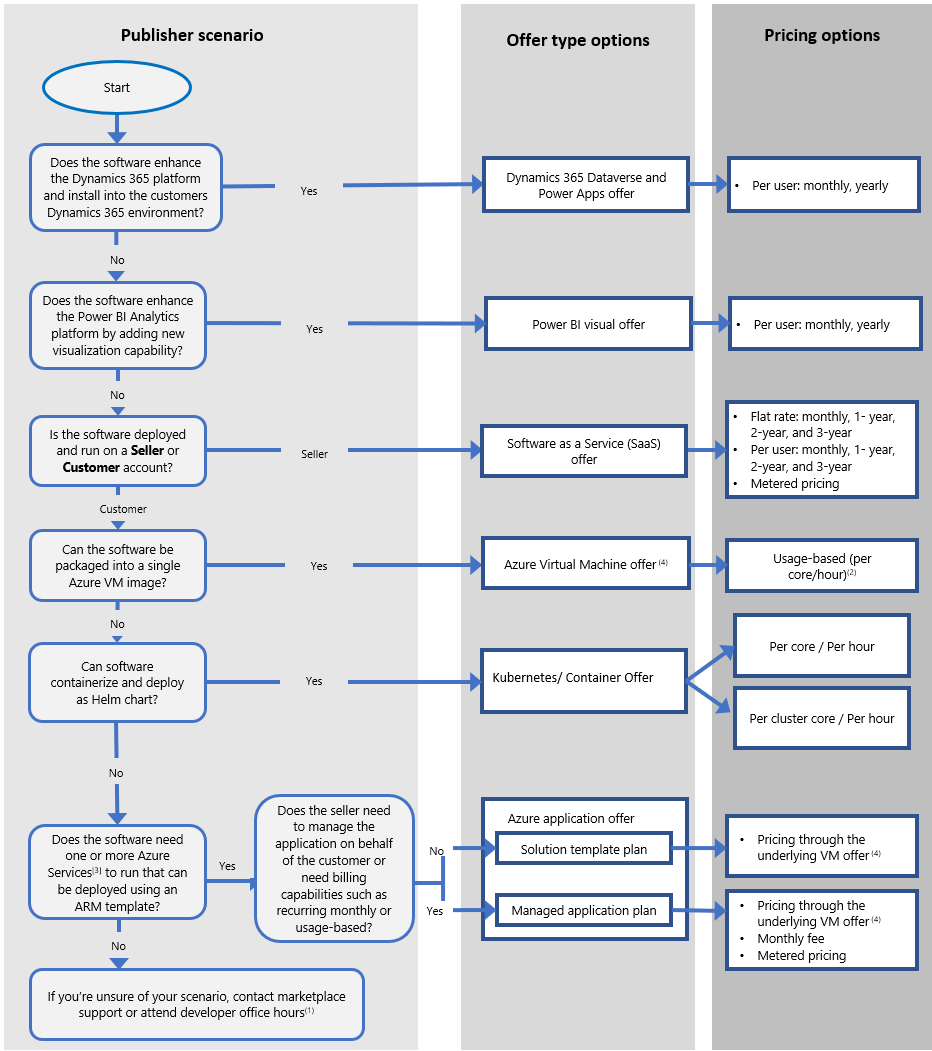 Publisher scenario
Offer type options
Pricing options
Start
Does the software enhance
the Dynamics 365 platform
and install into the customers
Dynamics 365 environment?
Yes
Dynamics 365 Dataverse and
Power Apps offer
• Per user: monthly, yearly
No
Does the software enhance
the Power BI Analytics
platform by adding new
visualization capability?
Yes
Power BI visual offer
• Per user: monthly, yearly
No
Is the software deployed
and run on a Seller or
Customer account?
Seller
Software as a Service (SaaS)
offer
• Flat rate: monthly, 1- year,
2-year, and 3-year
• Per user: monthly, 1- year,
2-year, and 3-year
• Metered pricing
Customer
Can the software be
packaged into a single
Azure VM image?
Yes
Azure Virtual Machine offer (4)
Usage-based (per
core/hour)(2)
No
Can software
containerize and deploy
as Helm chart?
Yes
Kubernetes/ Container Offer
Per core / Per hour
Per cluster core / Per hour
No
Does the software need
one or more Azure
Services(3) to run that can
be deployed using an
ARM template?
Yes
Does the seller need
to manage the
application on behalf
of the customer or
need billing
capabilities such as
recurring monthly or
usage-based?
No
Yes
Azure application offer
Solution template plan
Managed application plan
• Pricing through the
underlying VM offer (4)
• Pricing through the
underlying VM offer (4)
• Monthly fee
• Metered pricing
No
If you're unsure of your scenario, contact marketplace
support or attend developer office hours(1)